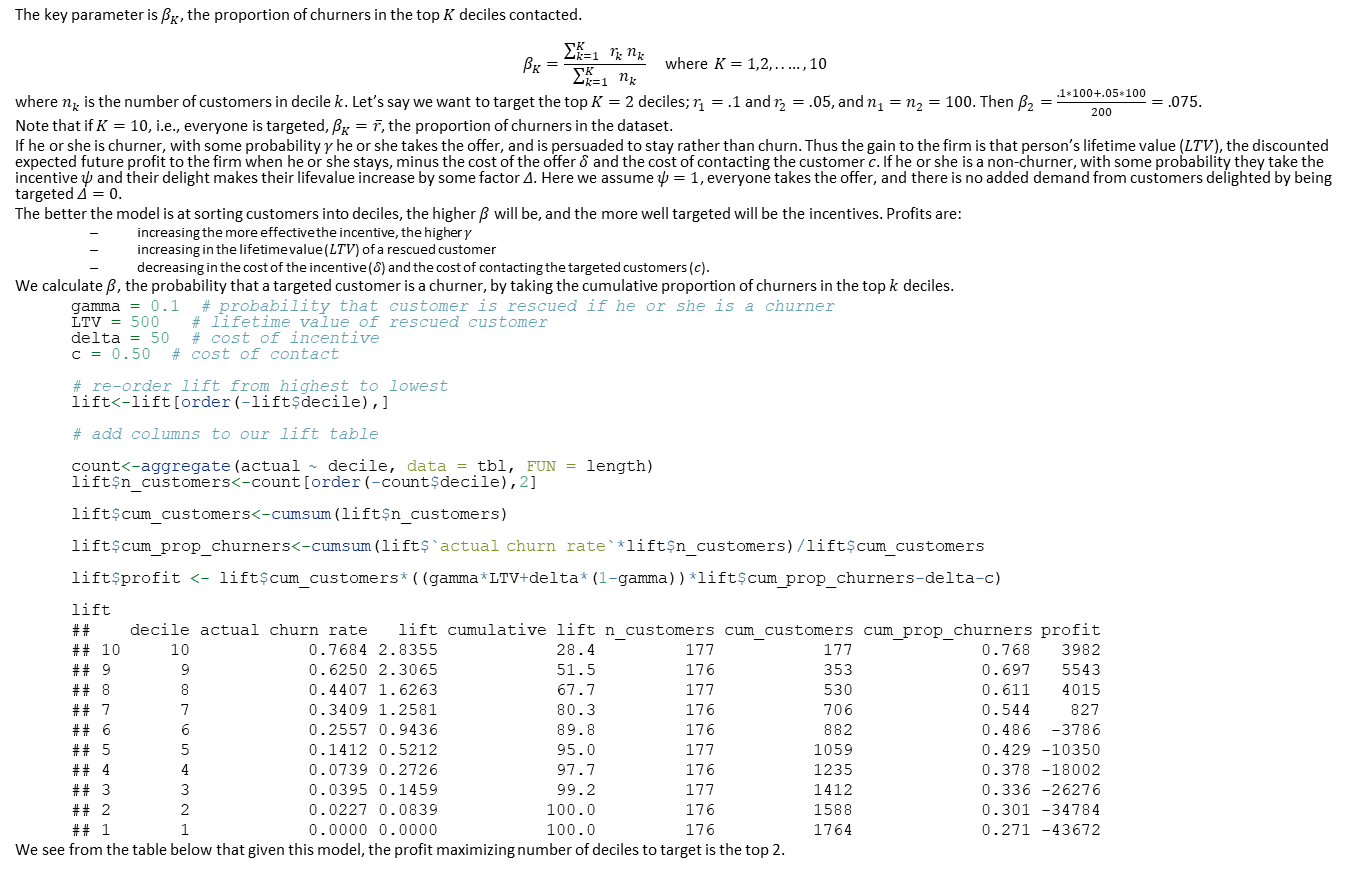 The key parameter is β_K, the proportion of churners in the top K deciles contacted.
β_K = (Σ_{k=1}^{K} r_k n_k) / (Σ_{k=1}^{K} n_k) where K = 1,2,....,10
where n_k is the number of customers in decile k. Let's say we want to target the top K = 2 deciles; r_1 = .1 and r_2 = .05, and n_1 = n_2 = 100. Then β_2 = (.1∗100+.05∗100)/200 = .075.
Note that if K = 10, i.e., everyone is targeted, β_K = r̄, the proportion of churners in the dataset.
If he or she is churner, with some probability γ he or she takes the offer, and is persuaded to stay rather than churn. Thus the gain to the firm is that person's lifetime value (LTV), the discounted
expected future profit to the firm when he or she stays, minus the cost of the offer δ and the cost of contacting the customer c. If he or she is a non-churner, with some probability they take the
incentive ψ and their delight makes their lifevalue increase by some factor Δ. Here we assume ψ = 1, everyone takes the offer, and there is no added demand from customers delighted by being
targeted Δ = 0.
The better the model is at sorting customers into deciles, the higher β will be, and the more well targeted will be the incentives. Profits are:
– increasing the more effective the incentive, the higher γ
– increasing in the lifetime value (LTV) of a rescued customer
– decreasing in the cost of the incentive (δ) and the cost of contacting the targeted customers (c).
We calculate β, the probability that a targeted customer is a churner, by taking the cumulative proportion of churners in the top k deciles.
gamma = 0.1 # probability that customer is rescued if he or she is a churner
LTV = 500 # lifetime value of rescued customer
delta = 50 # cost of incentive
c = 0.50 # cost of contact
# re-order lift from highest to lowest
lift<-lift[order(-lift$decile),]
# add columns to our lift table
count<-aggregate(actual ~ decile, data = tbl, FUN = length)
lift$n_customers<-count[order(-count$decile),2]
lift$cum_customers<-cumsum(lift$n_customers)
lift$cum_prop_churners<-cumsum(lift$`actual churn rate`*lift$n_customers)/lift$cum_customers
lift$profit <- lift$cum_customers*((gamma*LTV+delta*(1-gamma))*lift$cum_prop_churners-delta-c)
lift
## decile actual churn rate lift cumulative lift n_customers cum_customers cum_prop_churners profit
## 10 10 0.7684 2.8355 28.4 177 177 0.768 3982
## 9 9 0.6250 2.3065 51.5 176 353 0.697 5543
## 8 8 0.4407 1.6263 67.7 177 530 0.611 4015
## 7 7 0.3409 1.2581 80.3 176 706 0.544 827
## 6 6 0.2557 0.9436 89.8 176 882 0.486 -3786
## 5 5 0.1412 0.5212 95.0 177 1059 0.429 -10350
## 4 4 0.0739 0.2726 97.7 176 1235 0.378 -18002
## 3 3 0.0395 0.1459 99.2 177 1412 0.336 -26276
## 2 2 0.0227 0.0839 100.0 176 1588 0.301 -34784
## 1 1 0.0000 0.0000 100.0 176 1764 0.271 -43672
We see from the table below that given this model, the profit maximizing number of deciles to target is the top 2.